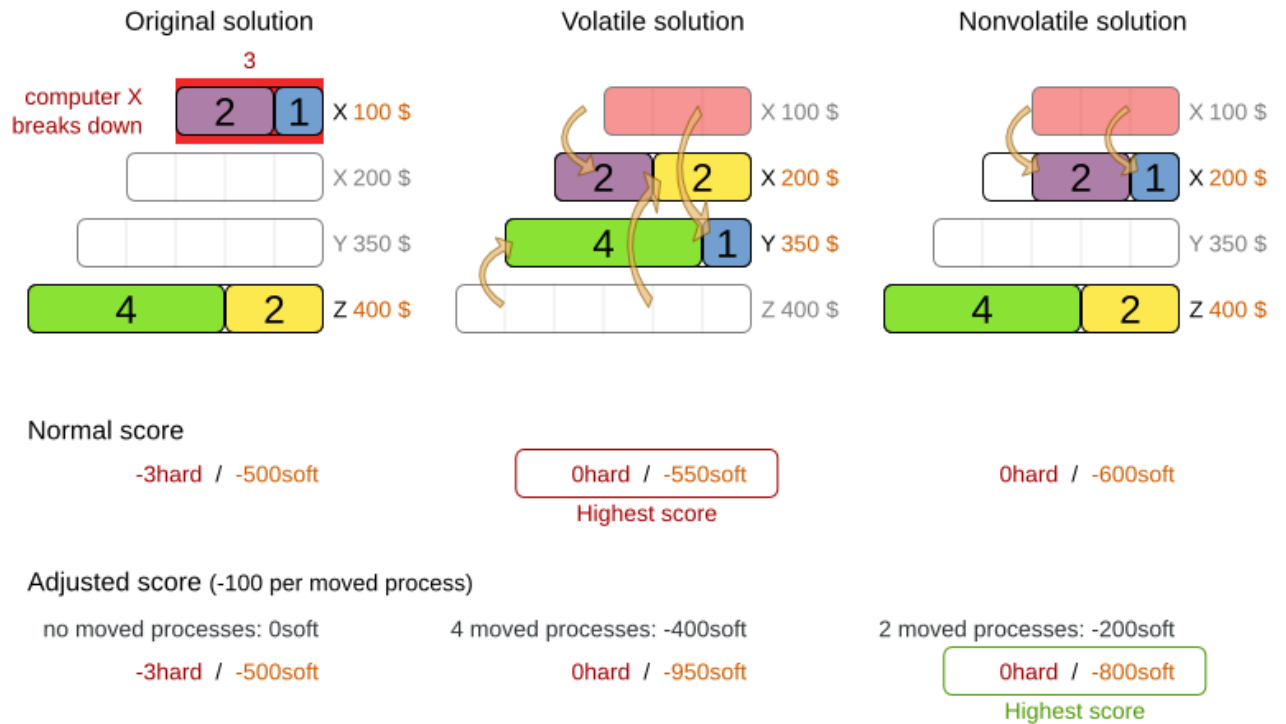 Original solution
Volatile solution
Nonvolatile solution
3
computer X
breaks down
2 1 X 100 $
X 100 $
X 100 $
X 200 $
2 2 X 200 $
2 1 X 200 $
Y 350 $
4 1 Y 350 $
Y 350 $
4 2 Z 400 $
Z 400 $
4 2 Z 400 $
Normal score
-3hard / -500soft
0hard / -550soft
0hard / -600soft
Highest score
Adjusted score (-100 per moved process)
no moved processes: 0soft
4 moved processes: -400soft
2 moved processes: -200soft
-3hard / -500soft
0hard / -950soft
0hard / -800soft
Highest score